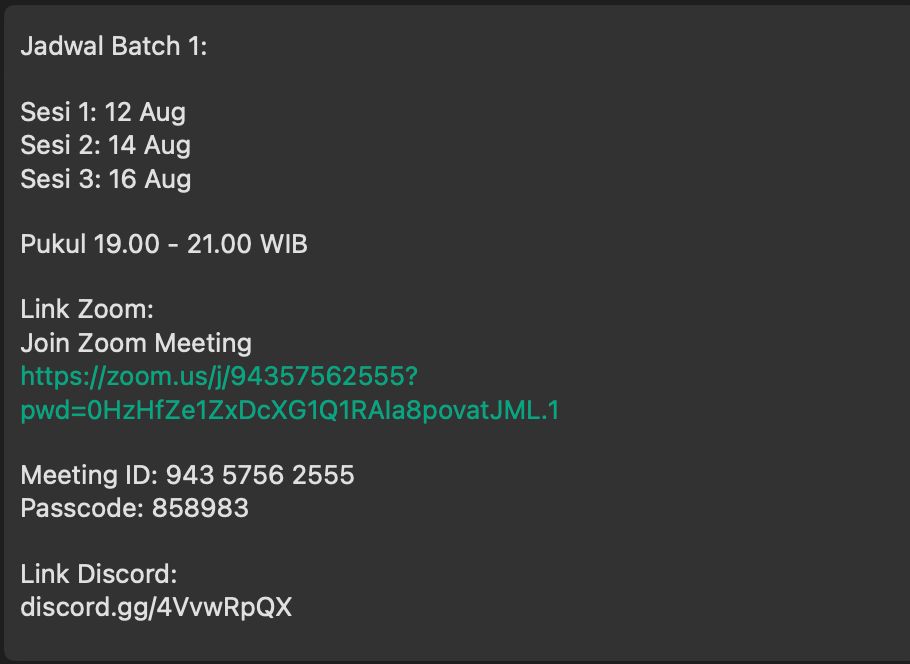 Jadwal Batch 1:
Sesi 1: 12 Aug
Sesi 2: 14 Aug
Sesi 3: 16 Aug
Pukul 19.00 - 21.00 WIB
Link Zoom:
Join Zoom Meeting
https://zoom.us/j/94357562555?
pwd=0HzHfZe1ZxDcXG1Q1RAIa8povatJML.1
Meeting ID: 943 5756 2555
Passcode: 858983
Link Discord:
discord.gg/4VvwRpQX